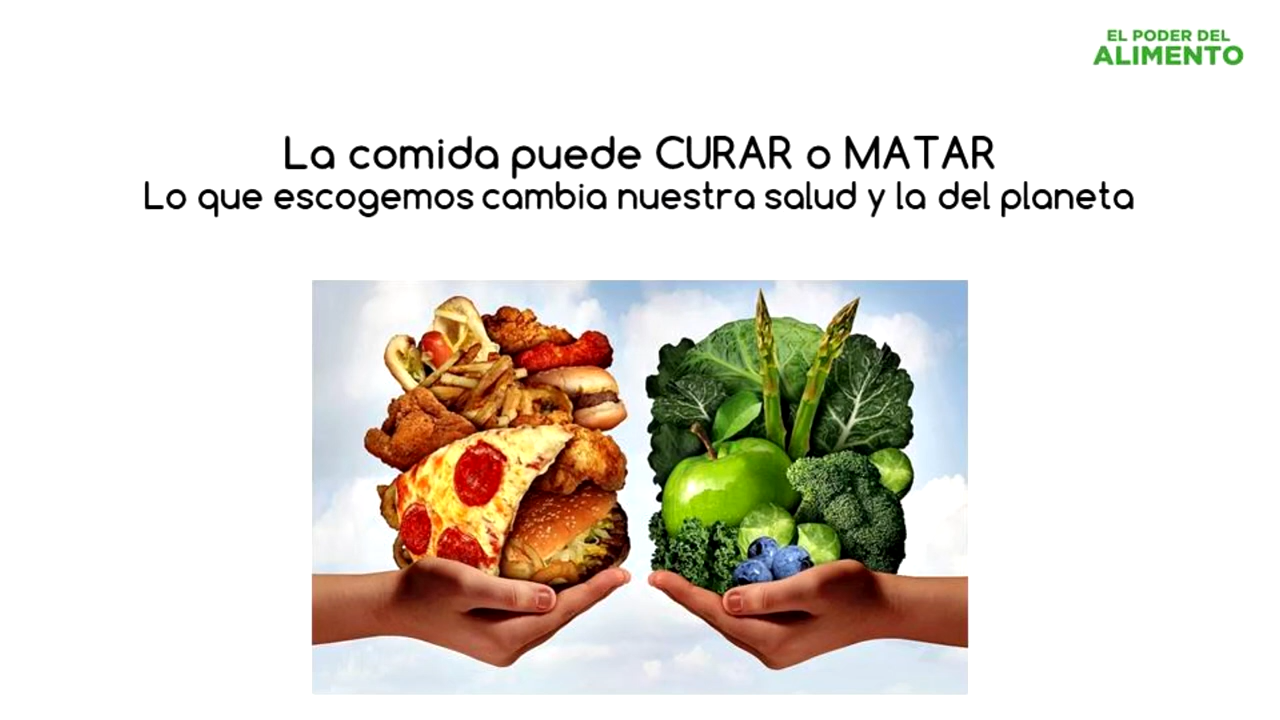 EL PODER DEL
ALIMENTO
La comida puede CURAR o MATAR
Lo que escogemos cambia nuestra salud y la del planeta